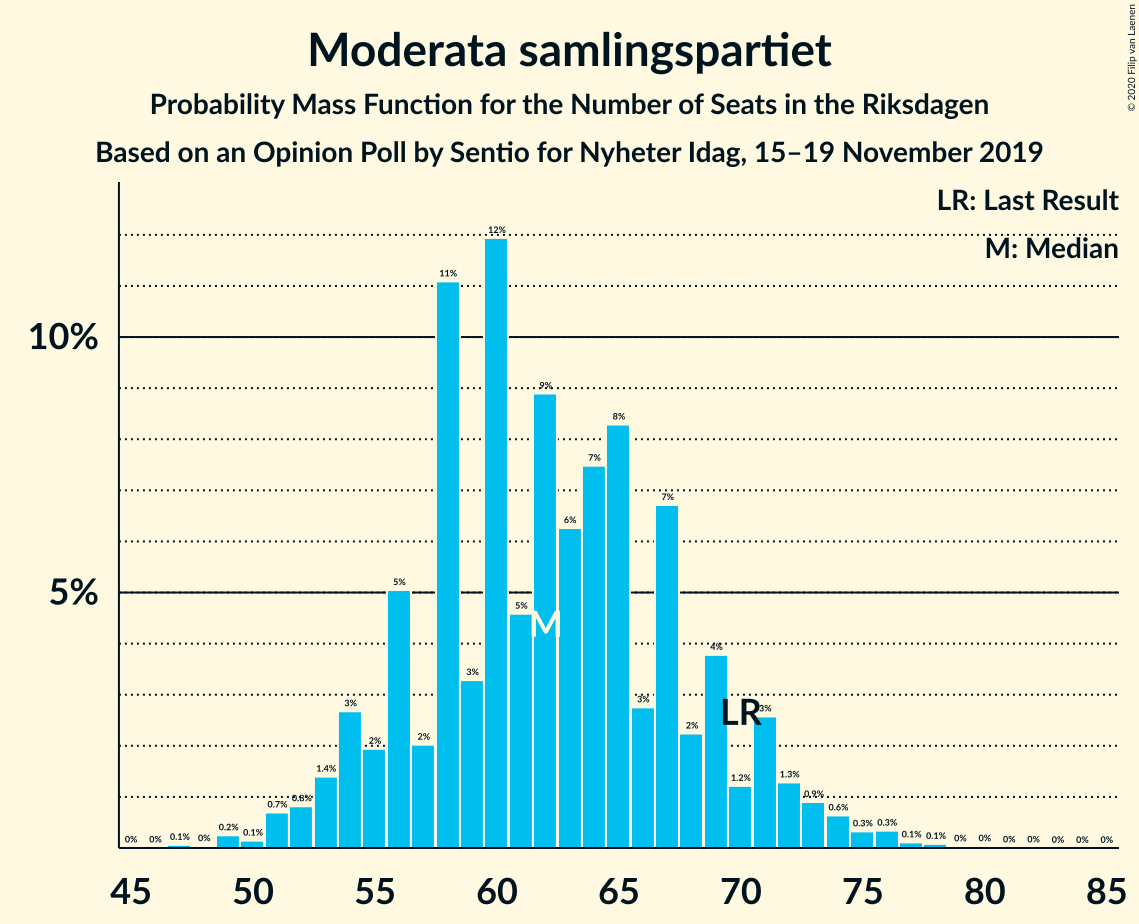 Moderata samlingspartiet
Probability Mass Function for the Number of Seats in the Riksdagen
Based on an Opinion Poll by Sentio for Nyheter Idag, 15–19 November 2019
© 2020 Filip van Laenen
LR: Last Result
M: Median
10%
5%
0% 0% 0.1% 0% 0.2% 0.1% 0.7% 0.8% 1.4% 3% 2% 5% 2% 11% 3% 12% 5% 9% 6% 7% 8% 3% 7% 2% 4% 1.2% 3% 1.3% 0.9% 0.6% 0.3% 0.3% 0.1% 0.1% 0% 0% 0% 0% 0% 0% 0%
M
LR
45 50 55 60 65 70 75 80 85